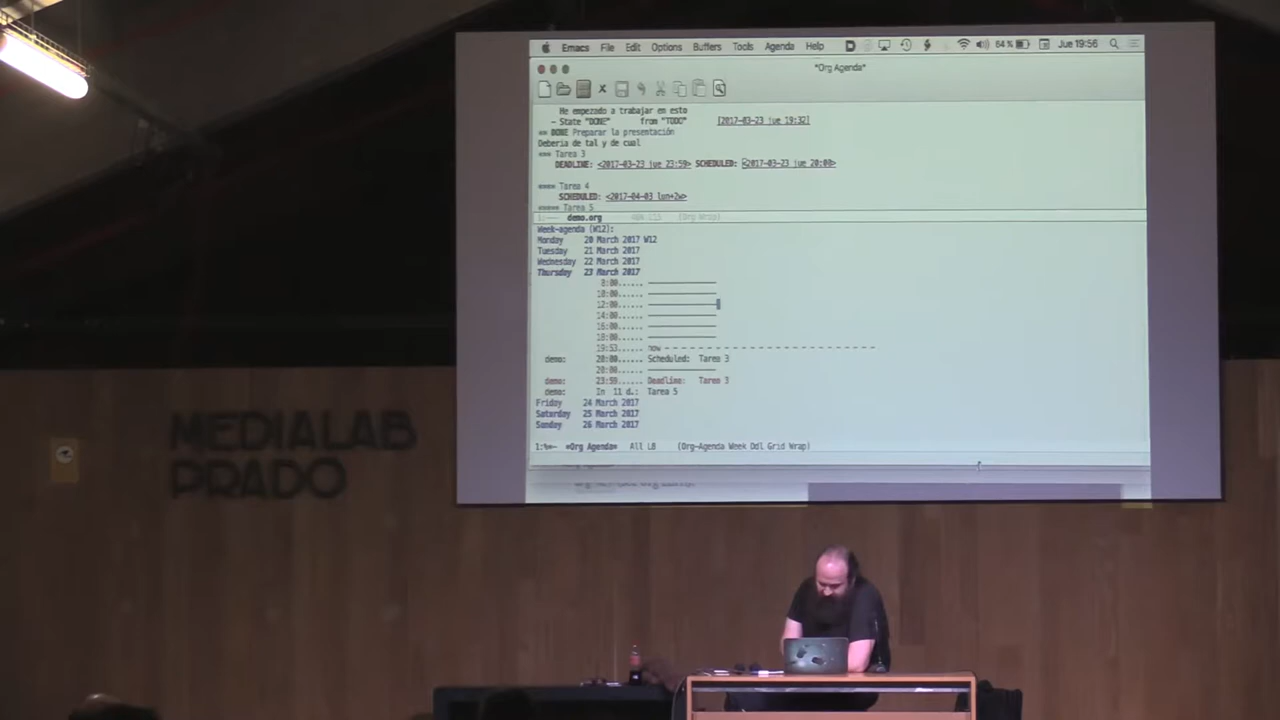 Emacs File Edit Options Buffers Tools Agenda Help 64 % Jue 19:56
*Org Agenda*
He empezado a trabajar en esto
- State "DONE" from "TODO" [2017-03-23 jue 19:32]
** DONE Preparar la presentación
Debería de tal y de cual
*** Tarea 3
DEADLINE: <2017-03-23 jue 23:59> SCHEDULED: <2017-03-23 jue 20:00>
**** Tarea 4
SCHEDULED: <2017-04-03 lun+2w>
***** Tarea 5
demo.org (Org Wrap)
Week-agenda (W12):
Monday 20 March 2017 W12
Tuesday 21 March 2017
Wednesday 22 March 2017
Thursday 23 March 2017
8:00......
10:00......
12:00......
14:00......
16:00......
18:00......
19:53...... now - - - - - - - - - - - - - - - - - - - - - - - - -
demo: 20:00...... Scheduled: Tarea 3
20:00......
demo: 23:59...... Deadline: Tarea 3
demo: In 11 d.: Tarea 5
Friday 24 March 2017
Saturday 25 March 2017
Sunday 26 March 2017
1:%*- *Org Agenda* All L8 (Org-Agenda Week Ddl Grid Wrap)
MEDIALAB
PRADO